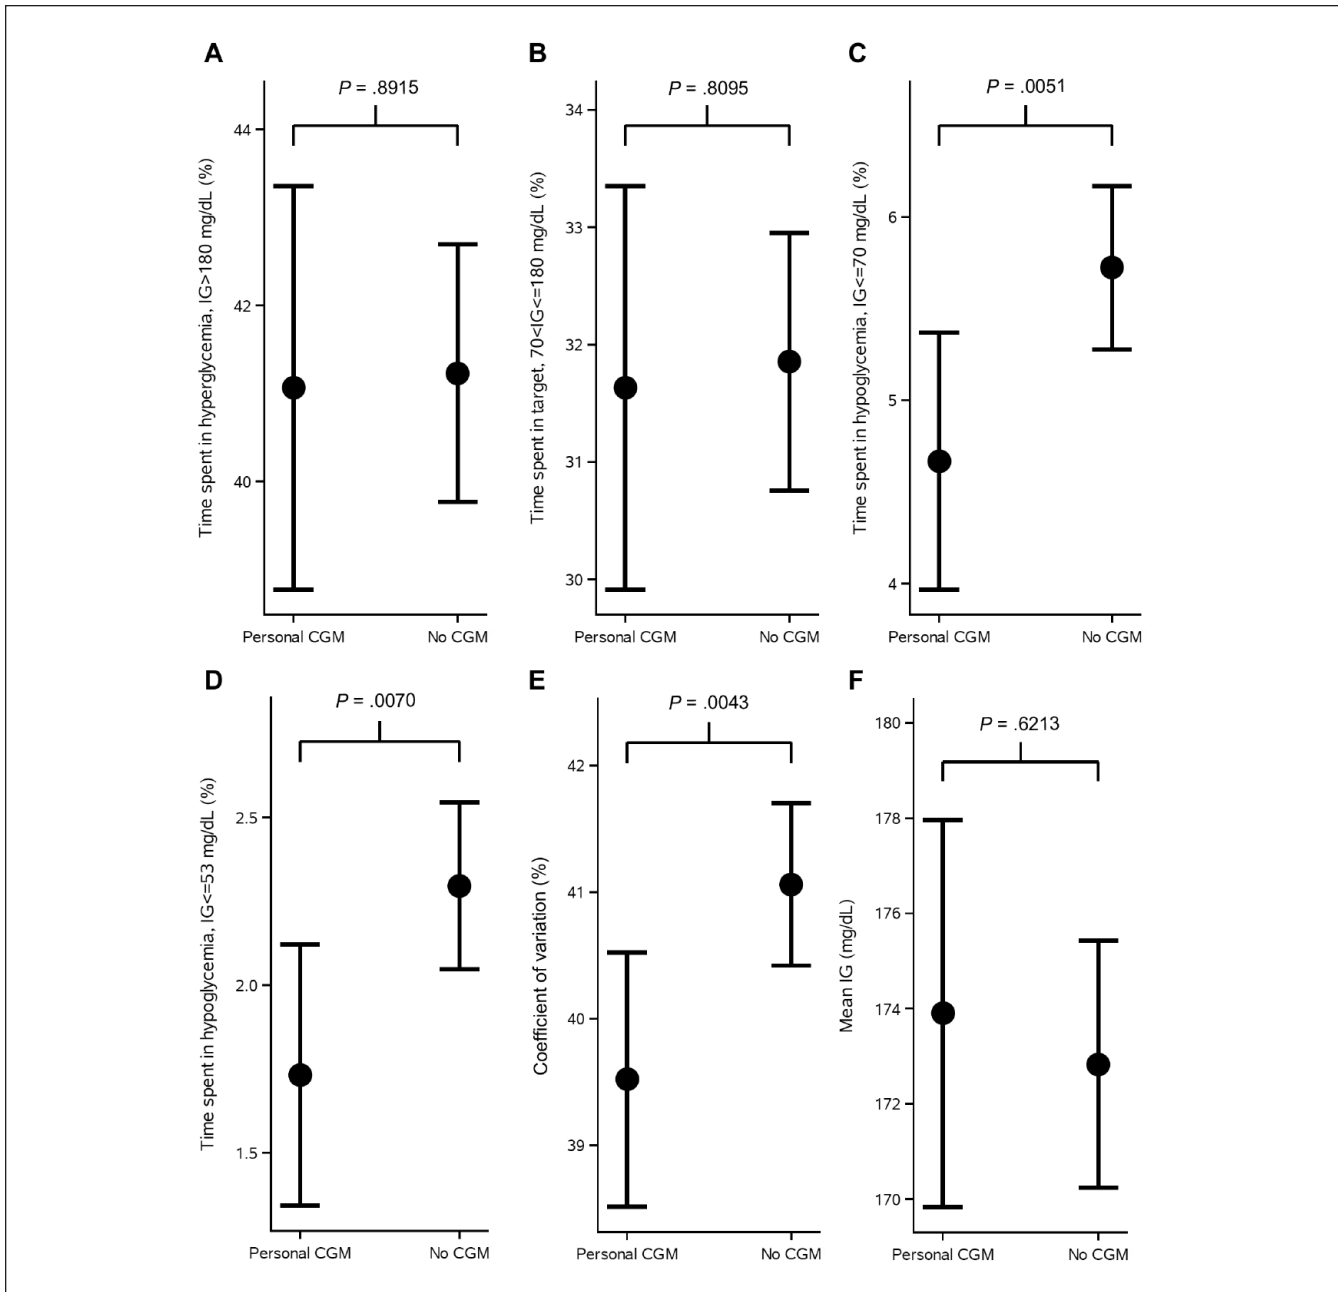 A
P = .8915
Time spent in hyperglycemia, IG>180 mg/dL (%)
44
42
40
Personal CGM
No CGM
B
P = .8095
Time spent in target, 70<IG<=180 mg/dL (%)
34
33
32
31
30
Personal CGM
No CGM
C
P = .0051
Time spent in hypoglycemia, IG<=70 mg/dL (%)
6
5
4
Personal CGM
No CGM
D
P = .0070
Time spent in hypoglycemia, IG<=53 mg/dL (%)
2.5
2.0
1.5
Personal CGM
No CGM
E
P = .0043
Coefficient of variation (%)
42
41
40
39
Personal CGM
No CGM
F
P = .6213
Mean IG (mg/dL)
180
178
176
174
172
170
Personal CGM
No CGM